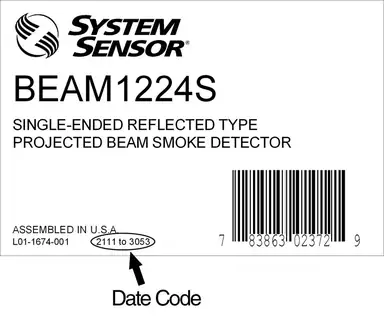 SYSTEM
SENSOR®
BEAM1224S
SINGLE-ENDED REFLECTED TYPE
PROJECTED BEAM SMOKE DETECTOR
ASSEMBLED IN U.S.A.
L01-1674-001 2111 to 3053
7 83863 02372 9
Date Code